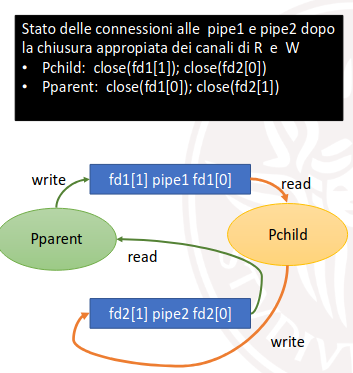 Stato delle connessioni alle pipe1 e pipe2 dopo
la chiusura appropiata dei canali di R e W
• Pchild: close(fd1[1]); close(fd2[0])
• Pparent: close(fd1[0]); close(fd2[1])
write
fd1[1] pipe1 fd1[0]
read
Pparent
Pchild
read
fd2[1] pipe2 fd2[0]
write